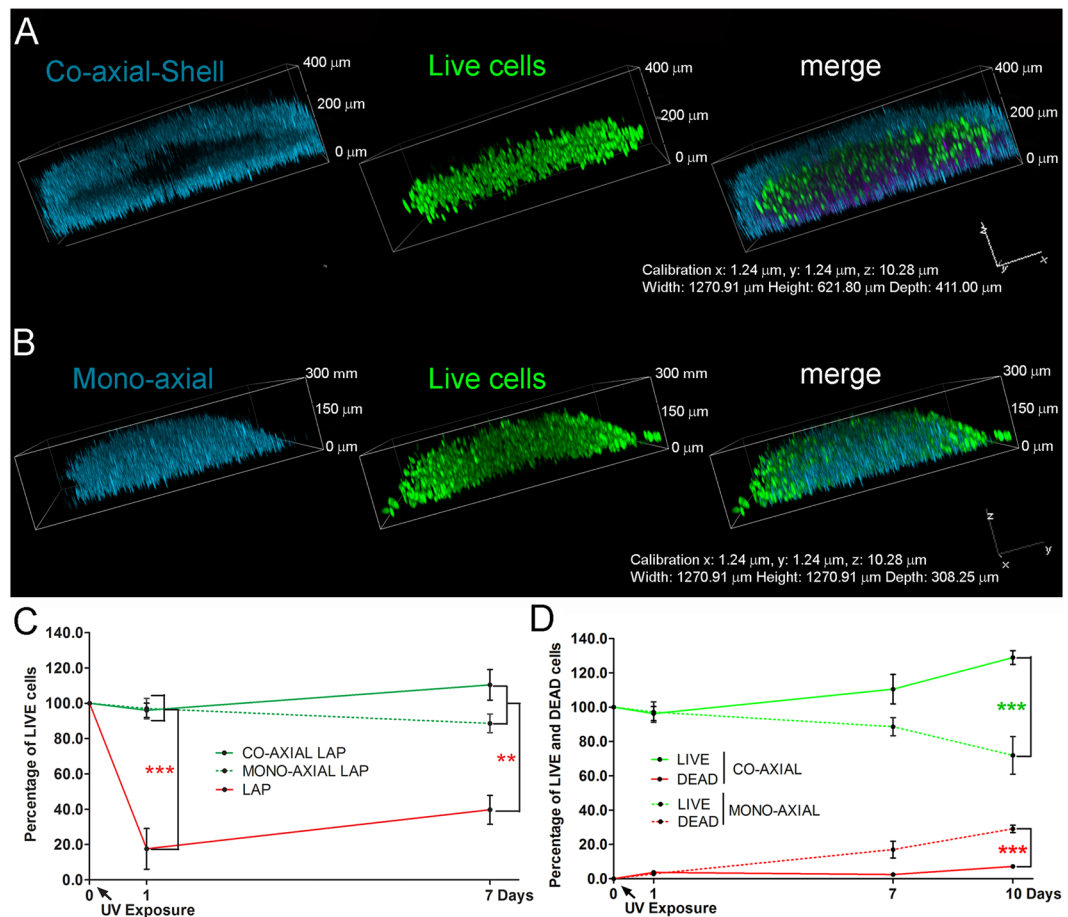 A
Co-axial-Shell
400 μm
200 μm
0 μm
Live cells
400 μm
200 μm
0 μm
merge
400 μm
200 μm
0 μm
z
y
x
Calibration x: 1.24 μm, y: 1.24 μm, z: 10.28 μm
Width: 1270.91 μm Height: 621.80 μm Depth: 411.00 μm
B
Mono-axial
300 mm
150 μm
0 μm
Live cells
300 μm
150 μm
0 μm
merge
300 μm
150 μm
0 μm
z
y
x
Calibration x: 1.24 μm, y: 1.24 μm, z: 10.28 μm
Width: 1270.91 μm Height: 1270.91 μm Depth: 308.25 μm
C
Percentage of LIVE cells
140.0
120.0
100.0
80.0
60.0
40.0
20.0
0.0
***
**
CO-AXIAL LAP
MONO-AXIAL LAP
LAP
0
1
7 Days
UV Exposure
D
Percentage of LIVE and DEAD cells
140.0
120.0
100.0
80.0
60.0
40.0
20.0
0.0
***
LIVE
DEAD
CO-AXIAL
LIVE
DEAD
MONO-AXIAL
***
0
1
7
10 Days
UV Exposure